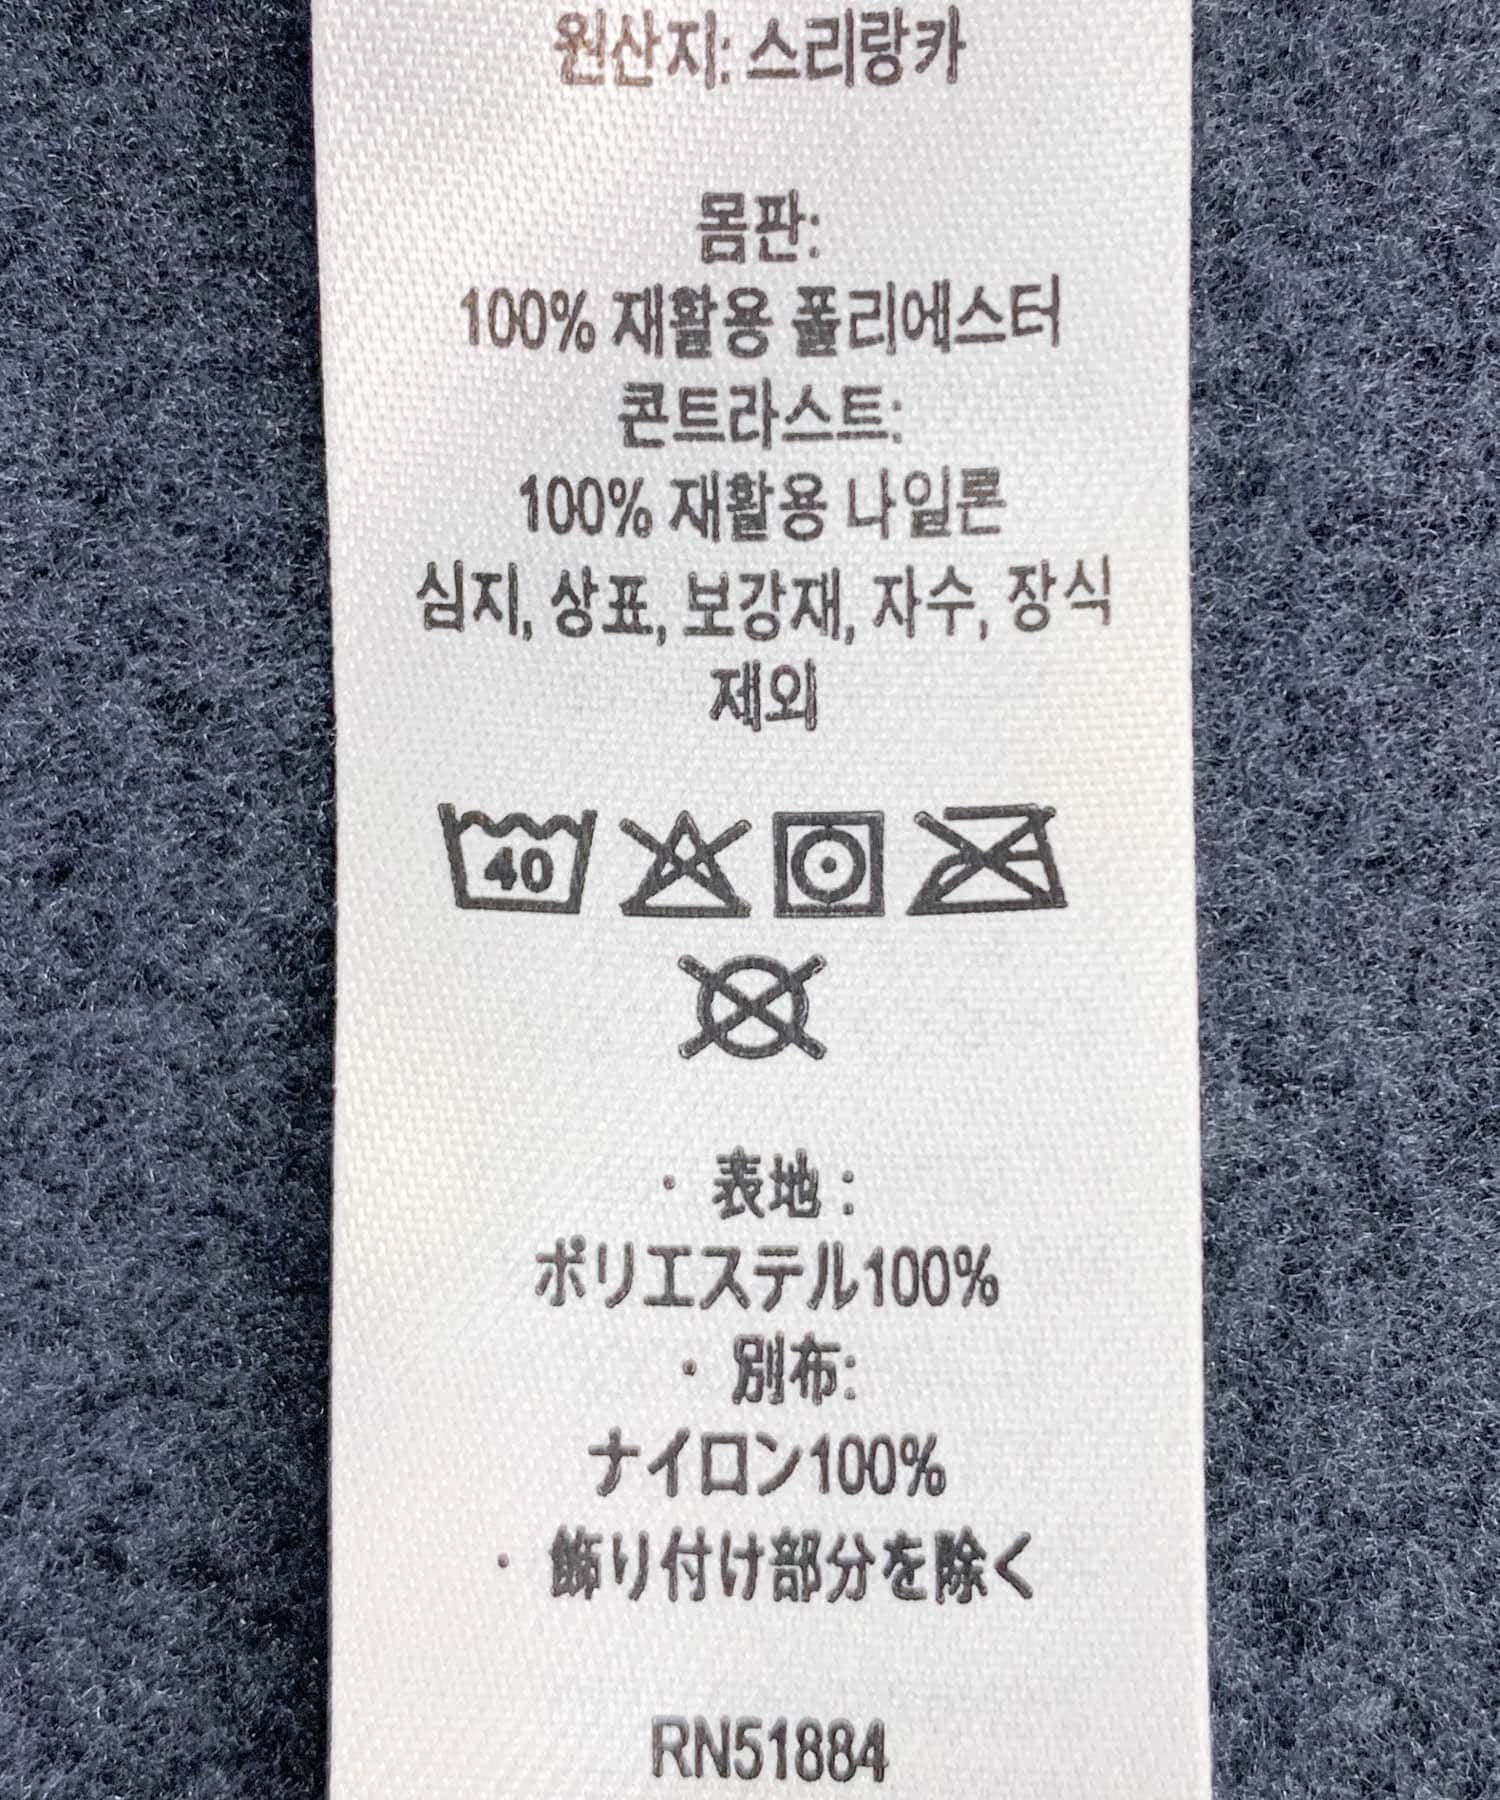 원산지: 스리랑카
몸판:
100% 재활용 폴리에스터
콘트라스트:
100% 재활용 나일론
심지, 상표, 보강재, 자수, 장식
제외
40
・表地:
ポリエステル100%
・別布:
ナイロン100%
・飾り付け部分を除く
RN51884